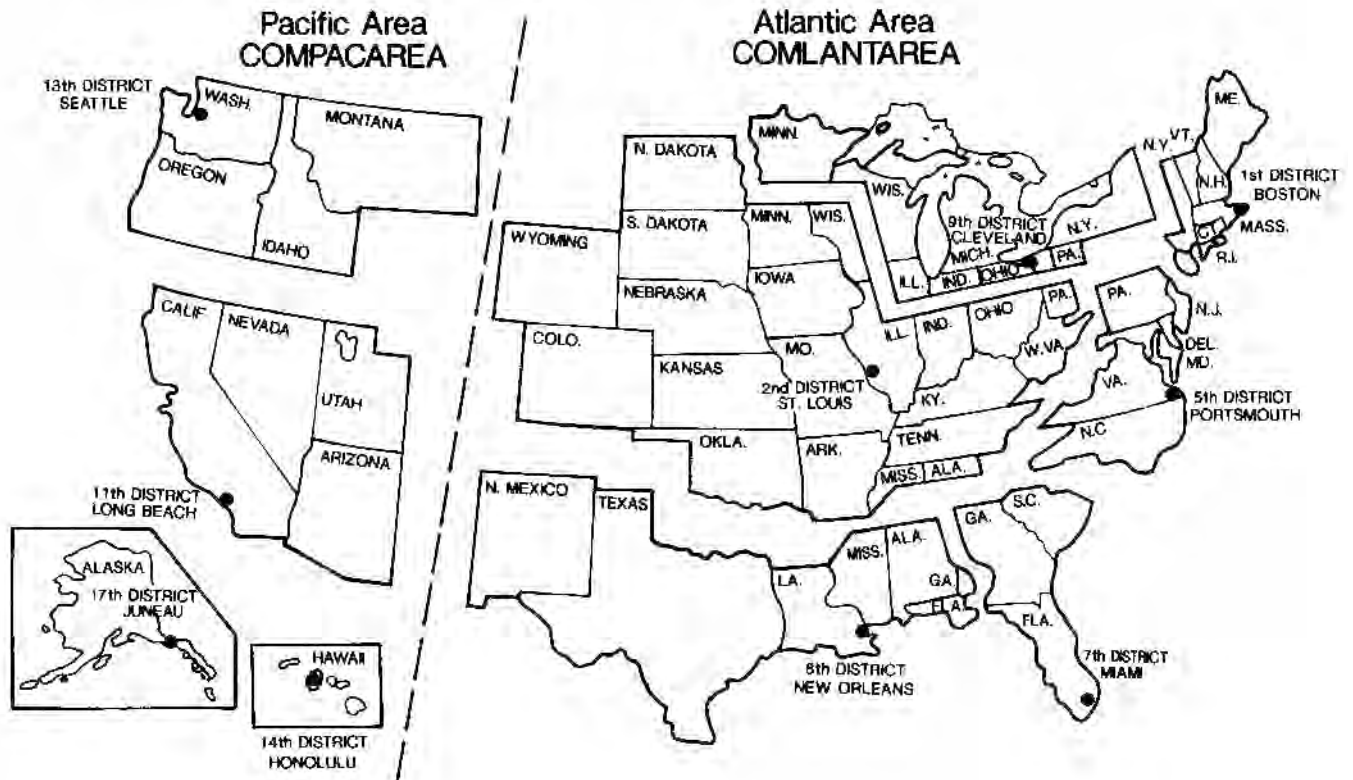 Pacific Area
COMPACAREA
Atlantic Area
COMLANTAREA
13th DISTRICT
SEATTLE
WASH.
MONTANA
OREGON
IDAHO
CALIF
NEVADA
UTAH
ARIZONA
11th DISTRICT
LONG BEACH
ALASKA
17th DISTRICT
JUNEAU
HAWAII
14th DISTRICT
HONOLULU
N. DAKOTA
MINN.
WIS.
N.Y.
VT.
ME.
N.H.
1st DISTRICT
BOSTON
MASS.
CT.
R.I.
WYOMING
S. DAKOTA
MINN.
WIS.
9th DISTRICT
CLEVELAND
MICH.
N.Y.
ILL.
IND.
OHIO
PA.
NEBRASKA
IOWA
COLO.
KANSAS
MO.
ILL.
IND.
OHIO
PA.
W.VA.
KY.
2nd DISTRICT
ST. LOUIS
PA.
N.J.
DEL.
MD.
VA.
5th DISTRICT
PORTSMOUTH
N.C
OKLA.
ARK.
TENN.
MISS.
ALA.
N. MEXICO
TEXAS
LA.
MISS.
ALA.
GA.
FLA.
GA.
S.C.
FLA.
8th DISTRICT
NEW ORLEANS
7th DISTRICT
MIAMI